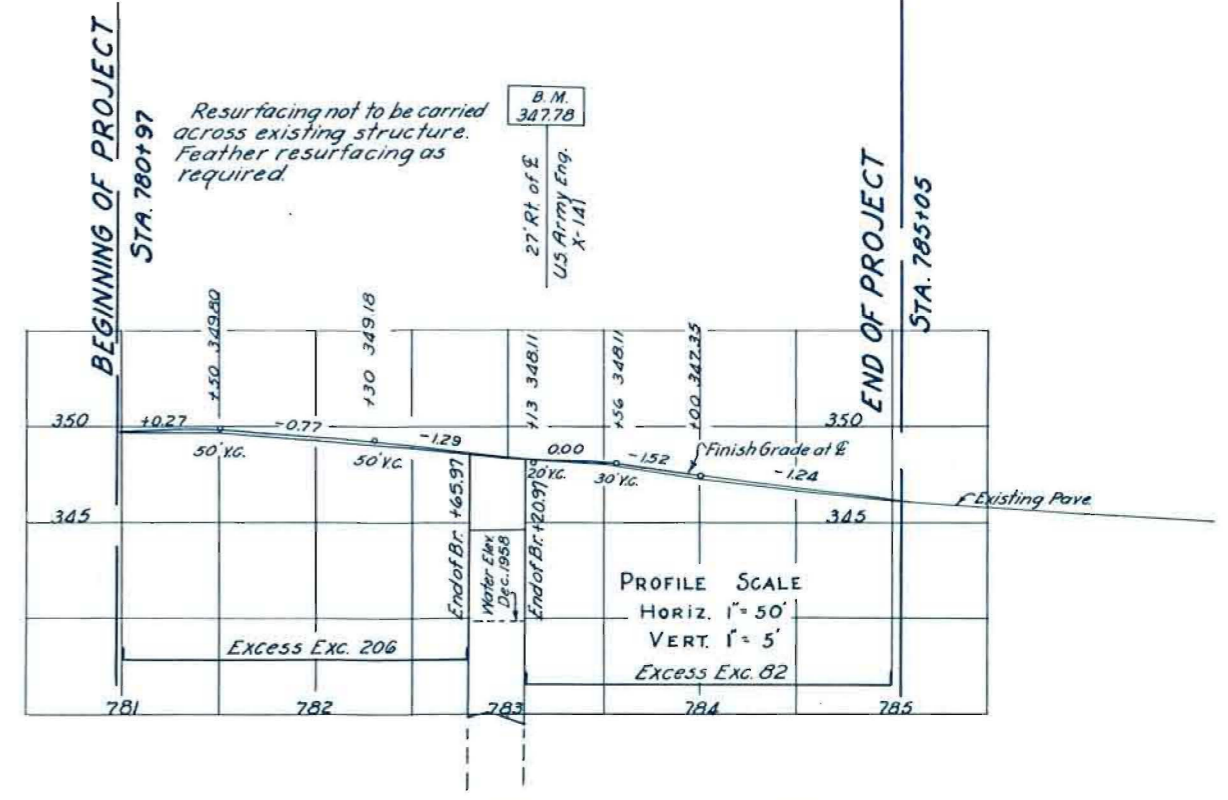 BEGINNING OF PROJECT
STA. 780+97
Resurfacing not to be carried
across existing structure.
Feather resurfacing as
required.
B.M.
347.78
27' Rt. of ℄
US Army Eng.
X-141
END OF PROJECT
STA. 785+05
+50 349.80
+30 349.18
+13 348.11
+56 348.11
+00 347.35
350
+0.27
-0.77
-1.29
0.00
-1.52
Finish Grade at ℄
-1.24
350
50' V.C.
50' V.C.
20' V.C.
30' V.C.
Existing Pave.
345
345
End of Br. +65.97
Water Elev.
Dec. 1958
End of Br. +20.97
PROFILE SCALE
HORIZ. 1"= 50'
VERT. 1"= 5'
Excess Exc. 206
Excess Exc. 82
781
782
783
784
785